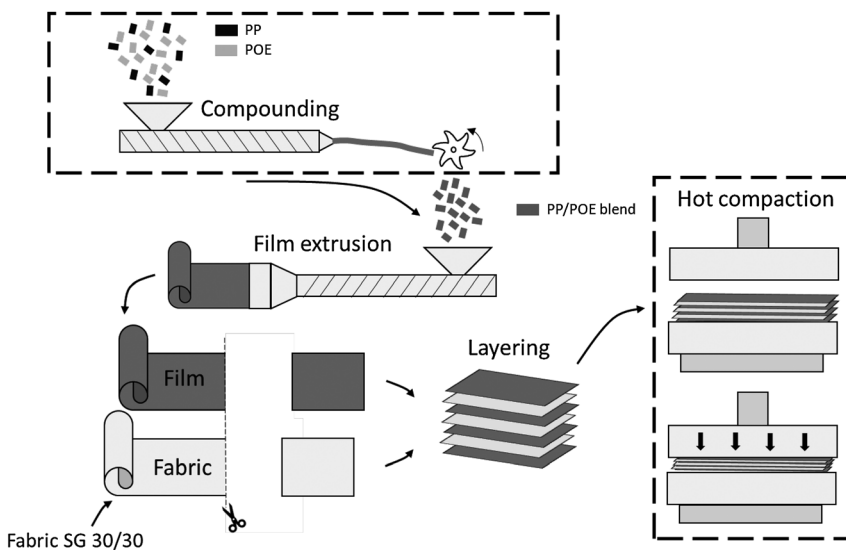 PP
POE
Compounding
PP/POE blend
Film extrusion
Hot compaction
Film
Layering
Fabric
Fabric SG 30/30